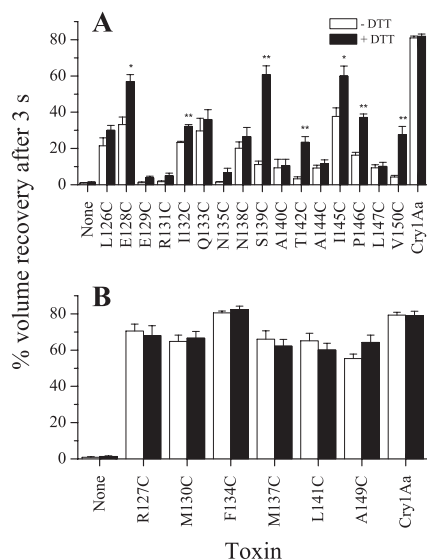 A
- DTT
+ DTT
80
60
40
20
0
* ** ** ** * ** **
None L126C E128C E129C R131C I132C Q133C N135C N138C S139C A140C T142C A144C I145C P146C L147C V150C Cry1Aa
% volume recovery after 3 s
B
80
60
40
20
0
None R127C M130C F134C M137C L141C A149C Cry1Aa
Toxin